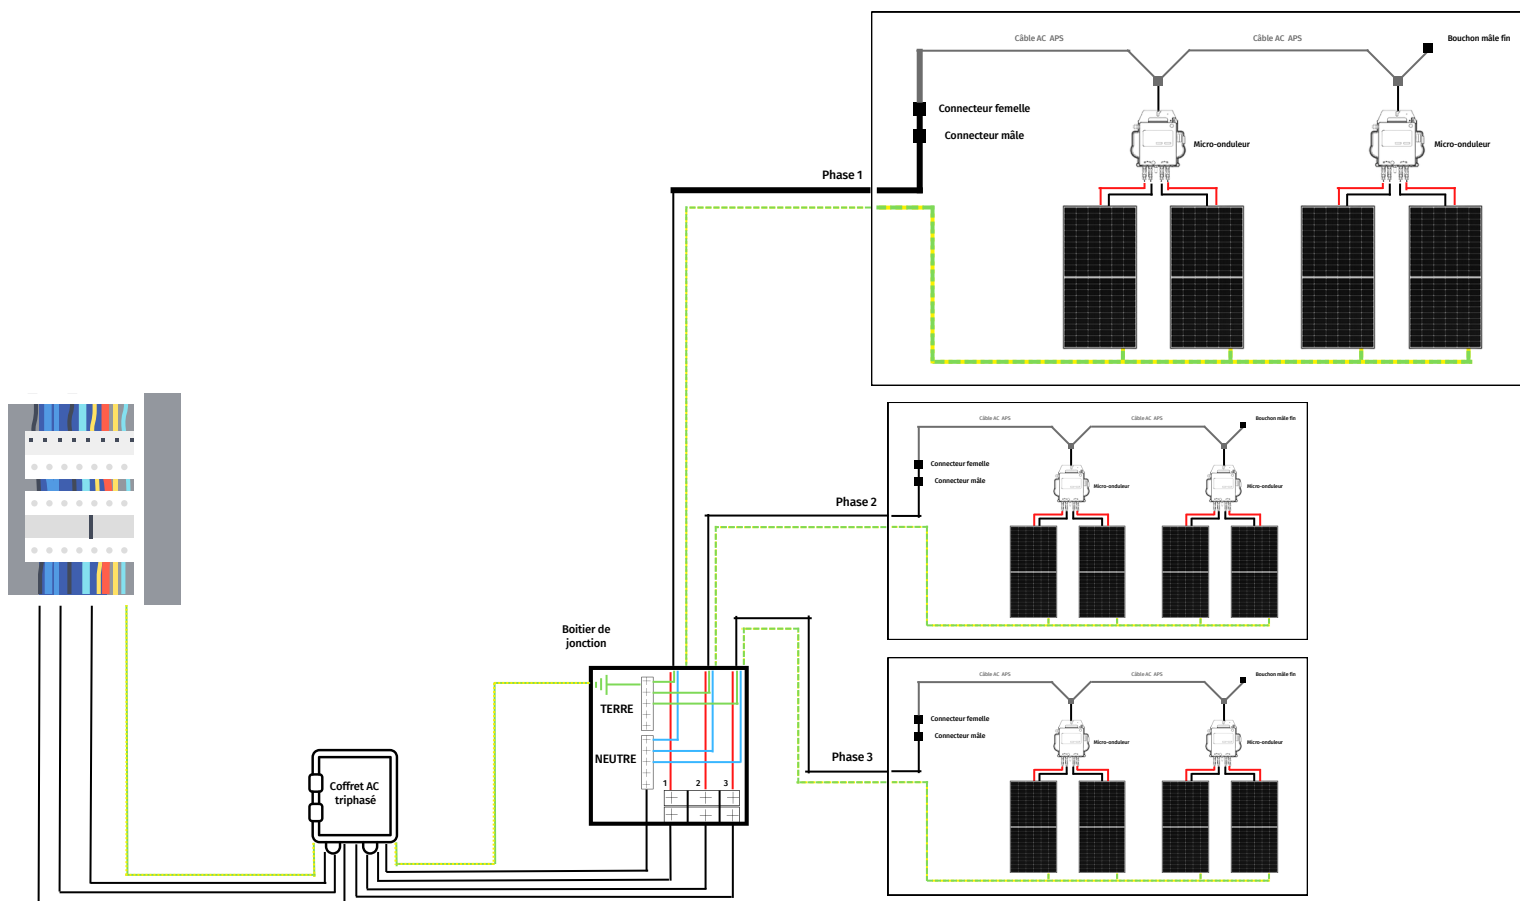 Câble AC APS
Câble AC APS
Bouchon mâle fin
Connecteur femelle
Connecteur mâle
Micro-onduleur
Micro-onduleur
Phase 1
Câble AC APS
Câble AC APS
Bouchon mâle fin
Connecteur femelle
Connecteur mâle
Micro-onduleur
Micro-onduleur
Phase 2
Boitier de
jonction
TERRE
NEUTRE
1
2
3
Câble AC APS
Câble AC APS
Bouchon mâle fin
Connecteur femelle
Connecteur mâle
Micro-onduleur
Micro-onduleur
Phase 3
Coffret AC
triphasé